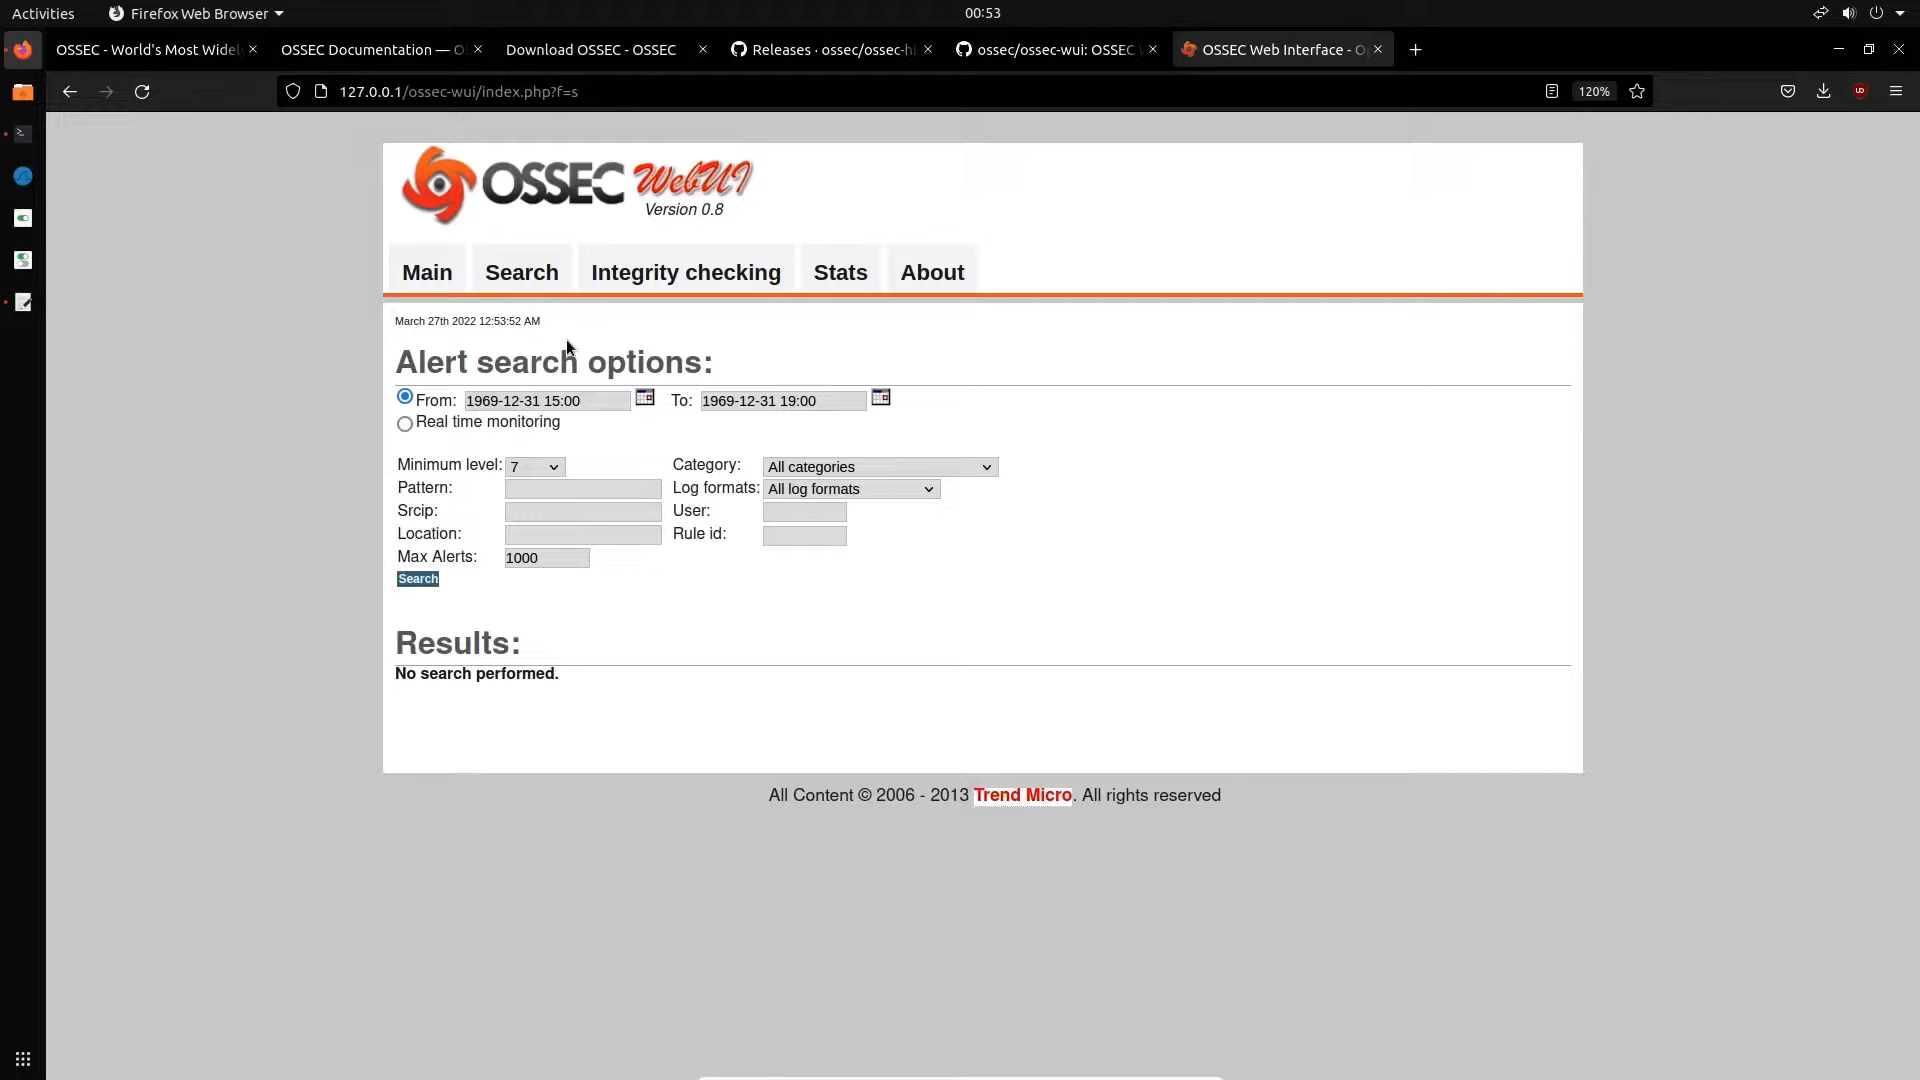 Activities Firefox Web Browser 00:53
OSSEC - World's Most Widel OSSEC Documentation — O Download OSSEC - OSSEC Releases · ossec/ossec-hi ossec/ossec-wui: OSSEC OSSEC Web Interface - O
127.0.0.1/ossec-wui/index.php?f=s 120%
OSSEC WebUI
Version 0.8
Main Search Integrity checking Stats About
March 27th 2022 12:53:52 AM
Alert search options:
From: 1969-12-31 15:00 To: 1969-12-31 19:00
Real time monitoring
Minimum level: 7 Category: All categories
Pattern: Log formats: All log formats
Srcip: User:
Location: Rule id:
Max Alerts: 1000
Search
Results:
No search performed.
All Content © 2006 - 2013 Trend Micro. All rights reserved